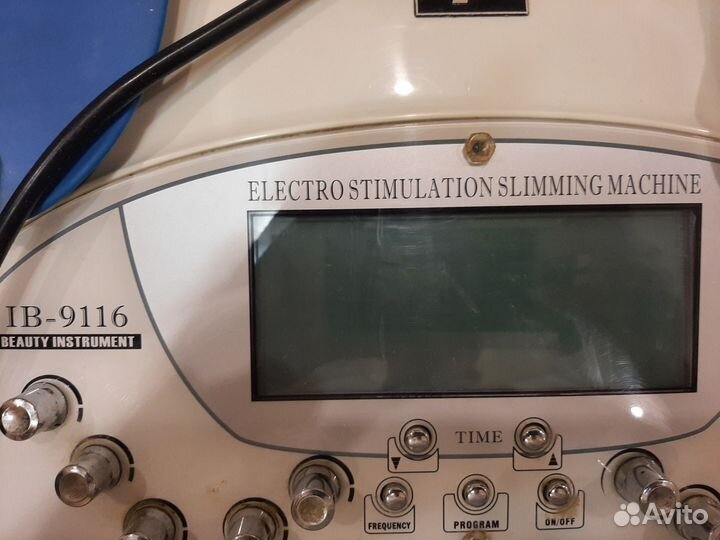 ELECTRO STIMULATION SLIMMING MACHINE
IB-9116
BEAUTY INSTRUMENT
TIME
FREQUENCY
PROGRAM
ON/OFF
Avito